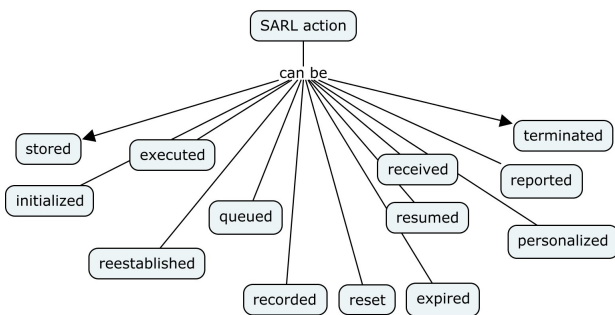 SARL action
can be
stored
executed
terminated
received
reported
initialized
queued
resumed
personalized
reestablished
recorded
reset
expired